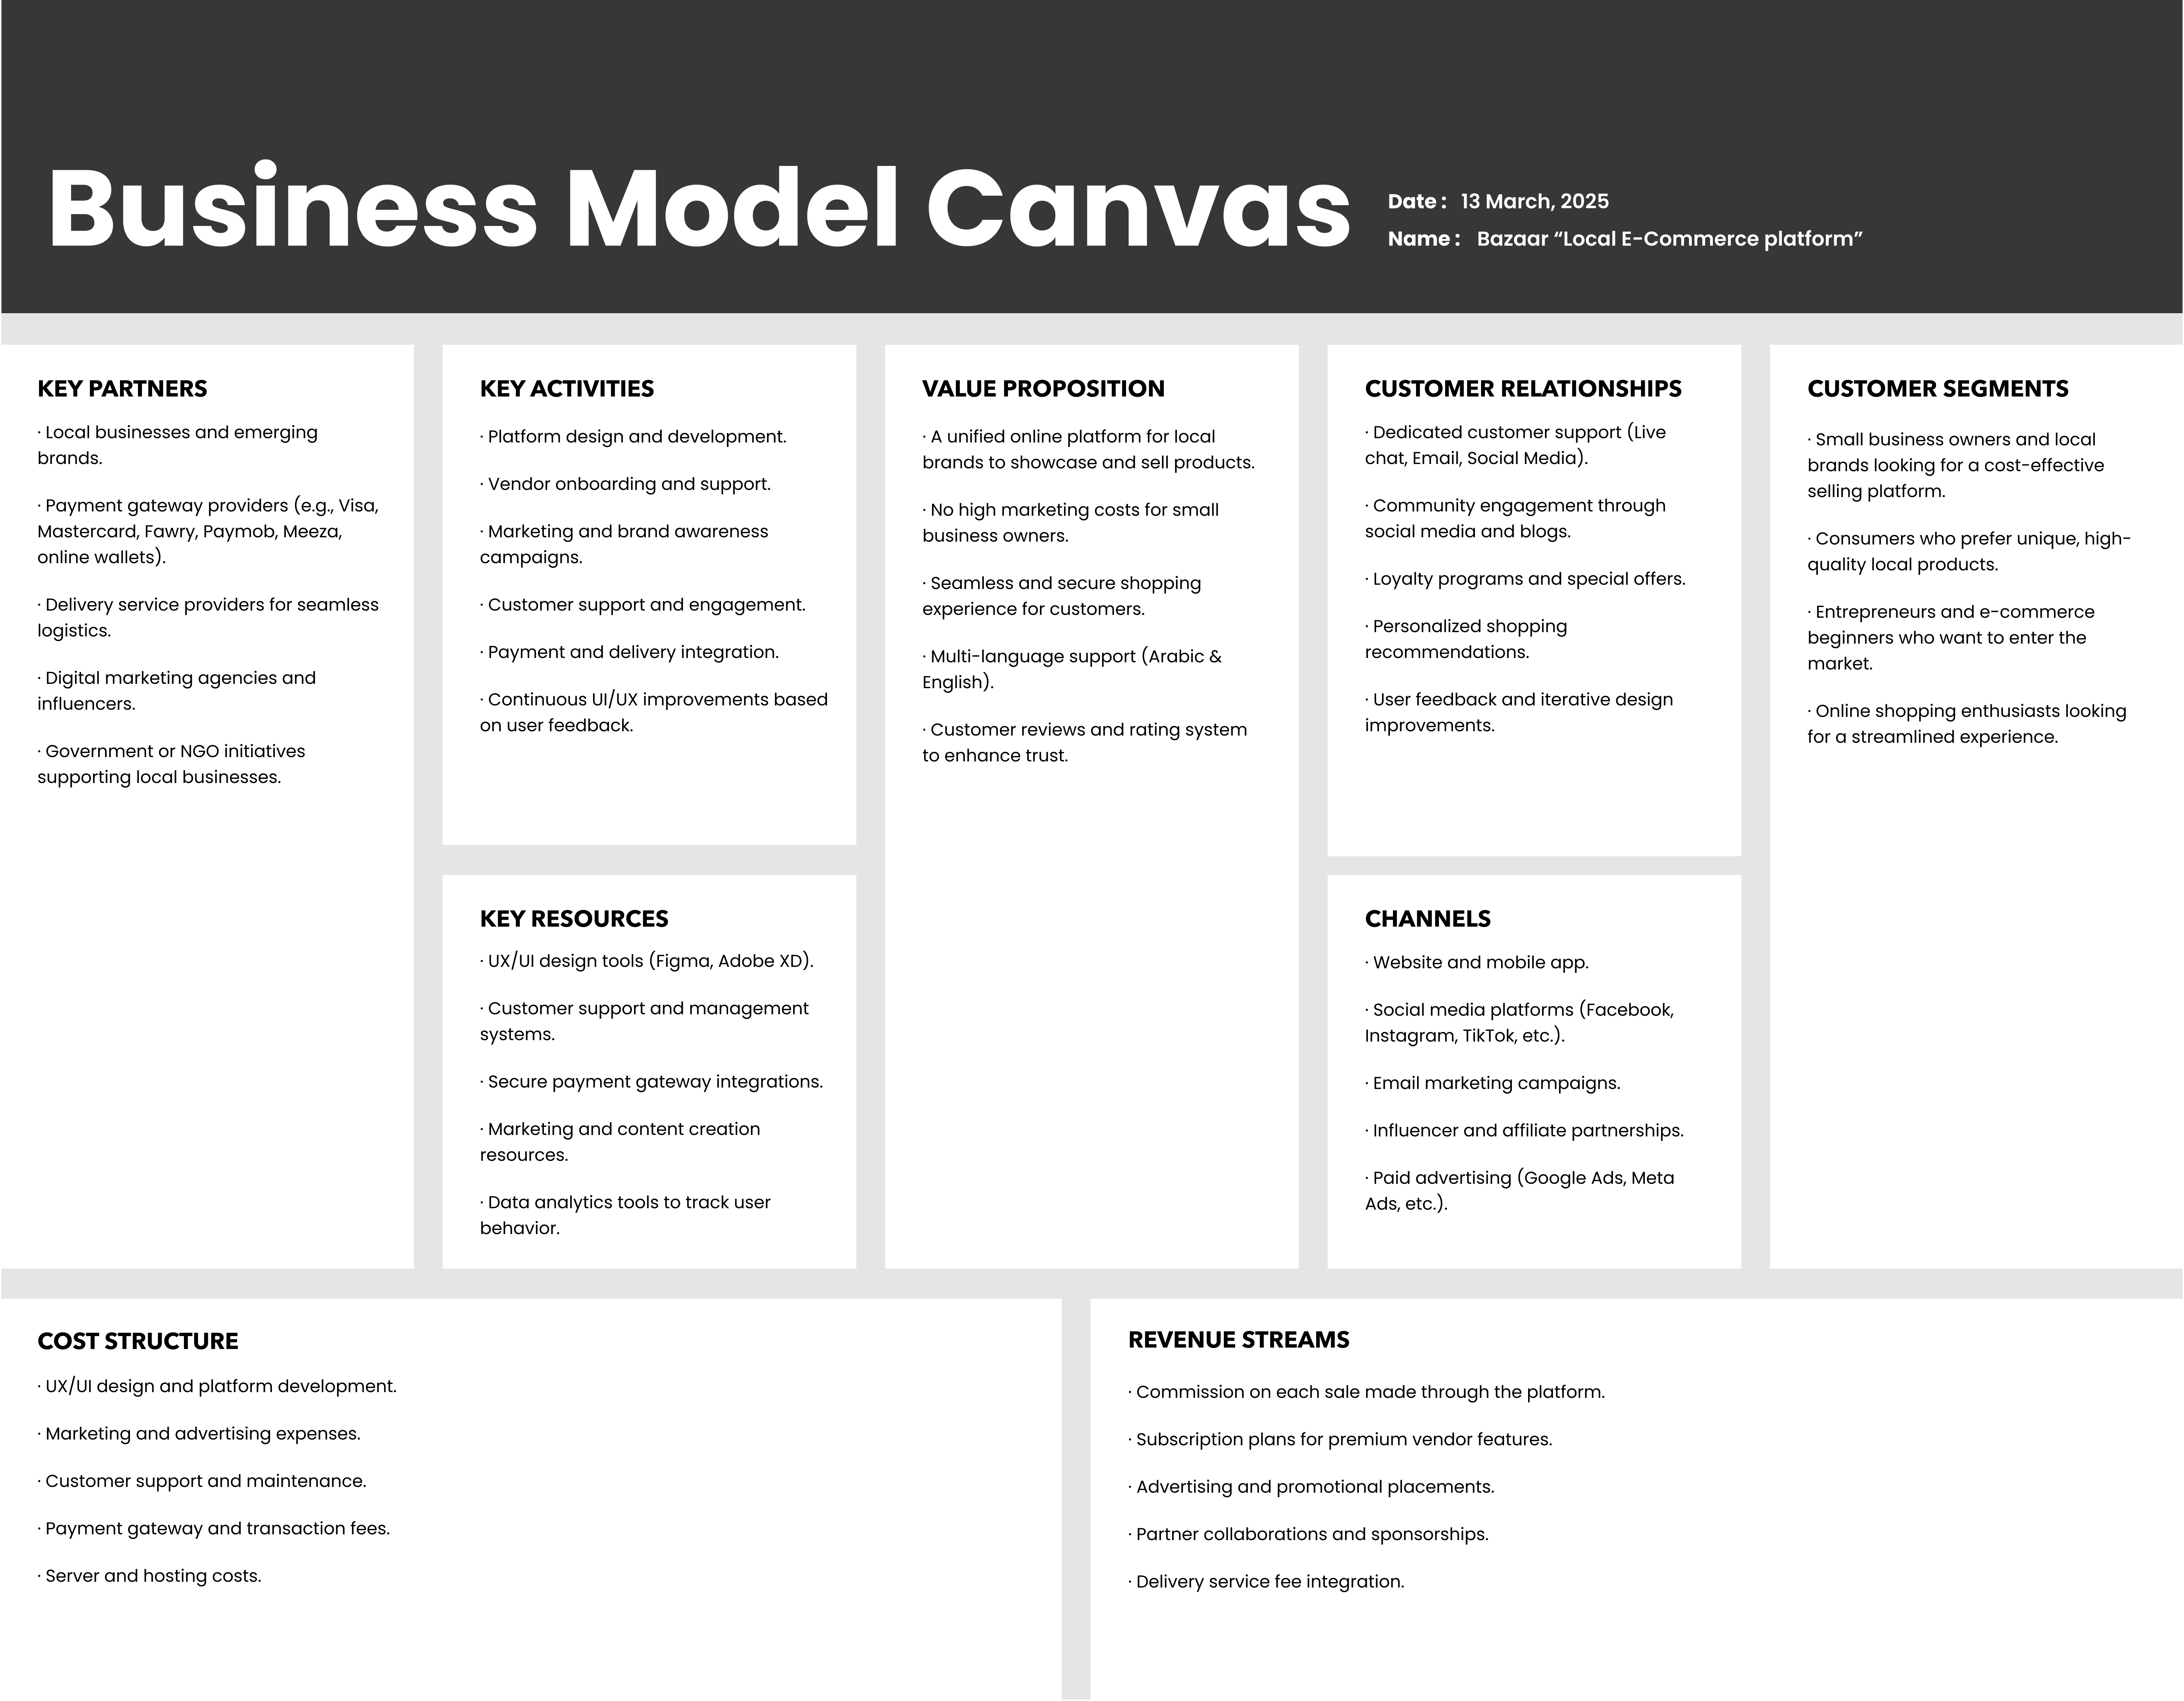 Business Model Canvas
Date : 13 March, 2025
Name : Bazaar “Local E-Commerce platform”
KEY PARTNERS
· Local businesses and emerging
brands.
· Payment gateway providers (e.g., Visa,
Mastercard, Fawry, Paymob, Meeza,
online wallets).
· Delivery service providers for seamless
logistics.
· Digital marketing agencies and
influencers.
· Government or NGO initiatives
supporting local businesses.
KEY ACTIVITIES
· Platform design and development.
· Vendor onboarding and support.
· Marketing and brand awareness
campaigns.
· Customer support and engagement.
· Payment and delivery integration.
· Continuous UI/UX improvements based
on user feedback.
KEY RESOURCES
· UX/UI design tools (Figma, Adobe XD).
· Customer support and management
systems.
· Secure payment gateway integrations.
· Marketing and content creation
resources.
· Data analytics tools to track user
behavior.
VALUE PROPOSITION
· A unified online platform for local
brands to showcase and sell products.
· No high marketing costs for small
business owners.
· Seamless and secure shopping
experience for customers.
· Multi-language support (Arabic &
English).
· Customer reviews and rating system
to enhance trust.
CUSTOMER RELATIONSHIPS
· Dedicated customer support (Live
chat, Email, Social Media).
· Community engagement through
social media and blogs.
· Loyalty programs and special offers.
· Personalized shopping
recommendations.
· User feedback and iterative design
improvements.
CHANNELS
· Website and mobile app.
· Social media platforms (Facebook,
Instagram, TikTok, etc.).
· Email marketing campaigns.
· Influencer and affiliate partnerships.
· Paid advertising (Google Ads, Meta
Ads, etc.).
CUSTOMER SEGMENTS
· Small business owners and local
brands looking for a cost-effective
selling platform.
· Consumers who prefer unique, high-
quality local products.
· Entrepreneurs and e-commerce
beginners who want to enter the
market.
· Online shopping enthusiasts looking
for a streamlined experience.
COST STRUCTURE
· UX/UI design and platform development.
· Marketing and advertising expenses.
· Customer support and maintenance.
· Payment gateway and transaction fees.
· Server and hosting costs.
REVENUE STREAMS
· Commission on each sale made through the platform.
· Subscription plans for premium vendor features.
· Advertising and promotional placements.
· Partner collaborations and sponsorships.
· Delivery service fee integration.